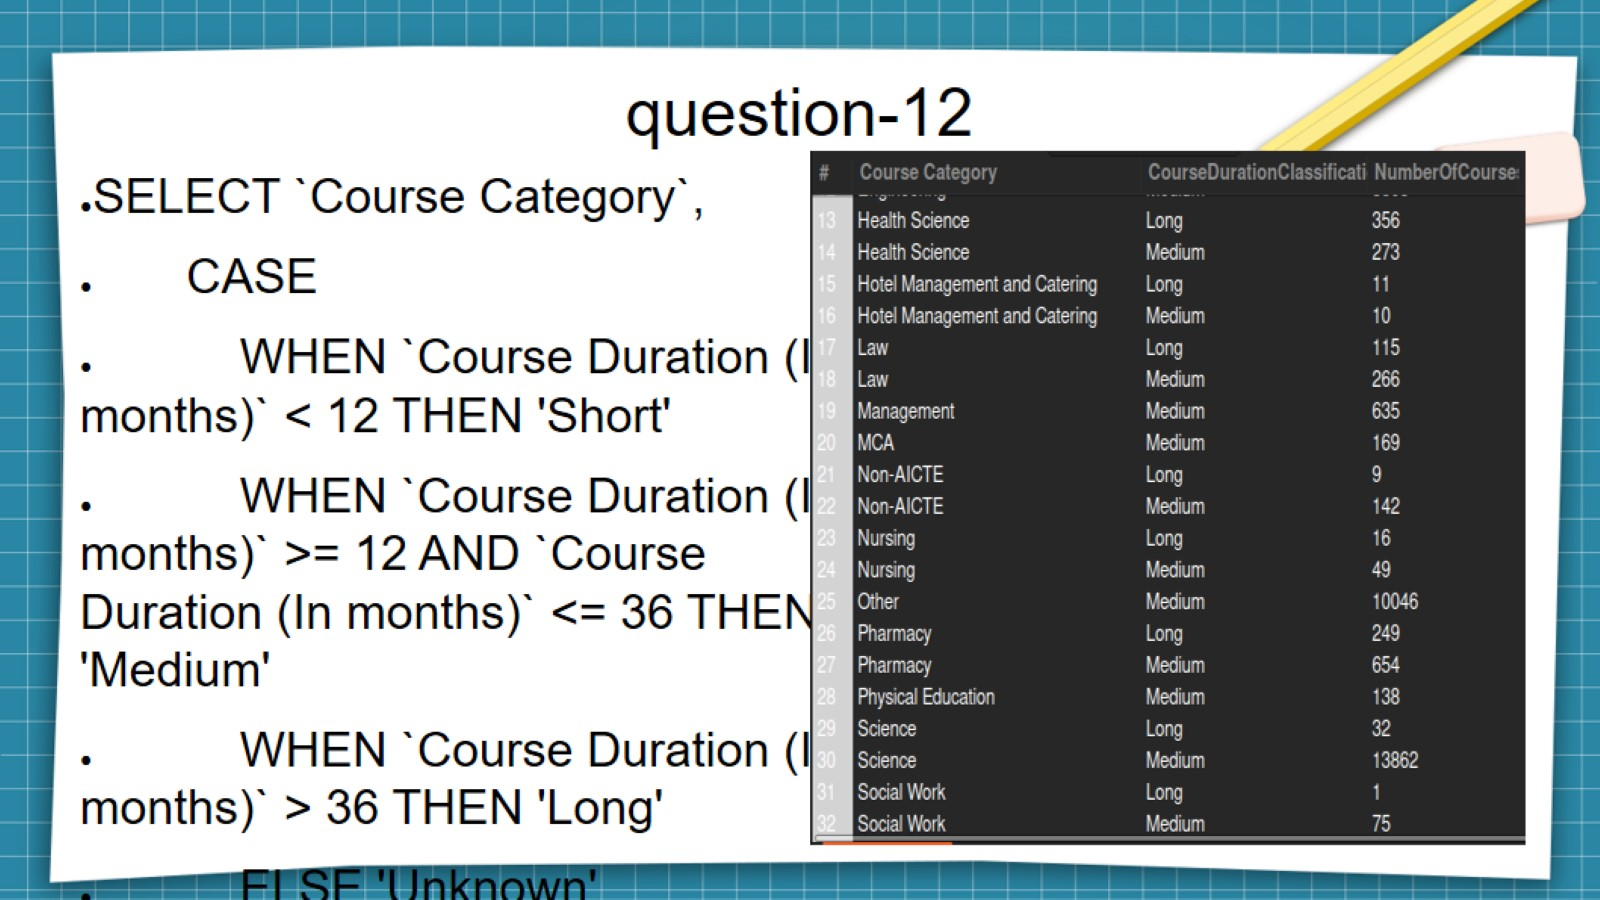 question-12
•SELECT `Course Category`,
• CASE
• WHEN `Course Duration (I
months)` < 12 THEN 'Short'
• WHEN `Course Duration (I
months)` >= 12 AND `Course
Duration (In months)` <= 36 THEN
'Medium'
• WHEN `Course Duration (I
months)` > 36 THEN 'Long'
• ELSE 'Unknown'
# Course Category CourseDurationClassificati NumberOfCourses
Engineering Medium
13 Health Science Long 356
14 Health Science Medium 273
15 Hotel Management and Catering Long 11
16 Hotel Management and Catering Medium 10
17 Law Long 115
18 Law Medium 266
19 Management Medium 635
20 MCA Medium 169
21 Non-AICTE Long 9
22 Non-AICTE Medium 142
23 Nursing Long 16
24 Nursing Medium 49
25 Other Medium 10046
26 Pharmacy Long 249
27 Pharmacy Medium 654
28 Physical Education Medium 138
29 Science Long 32
30 Science Medium 13862
31 Social Work Long 1
32 Social Work Medium 75